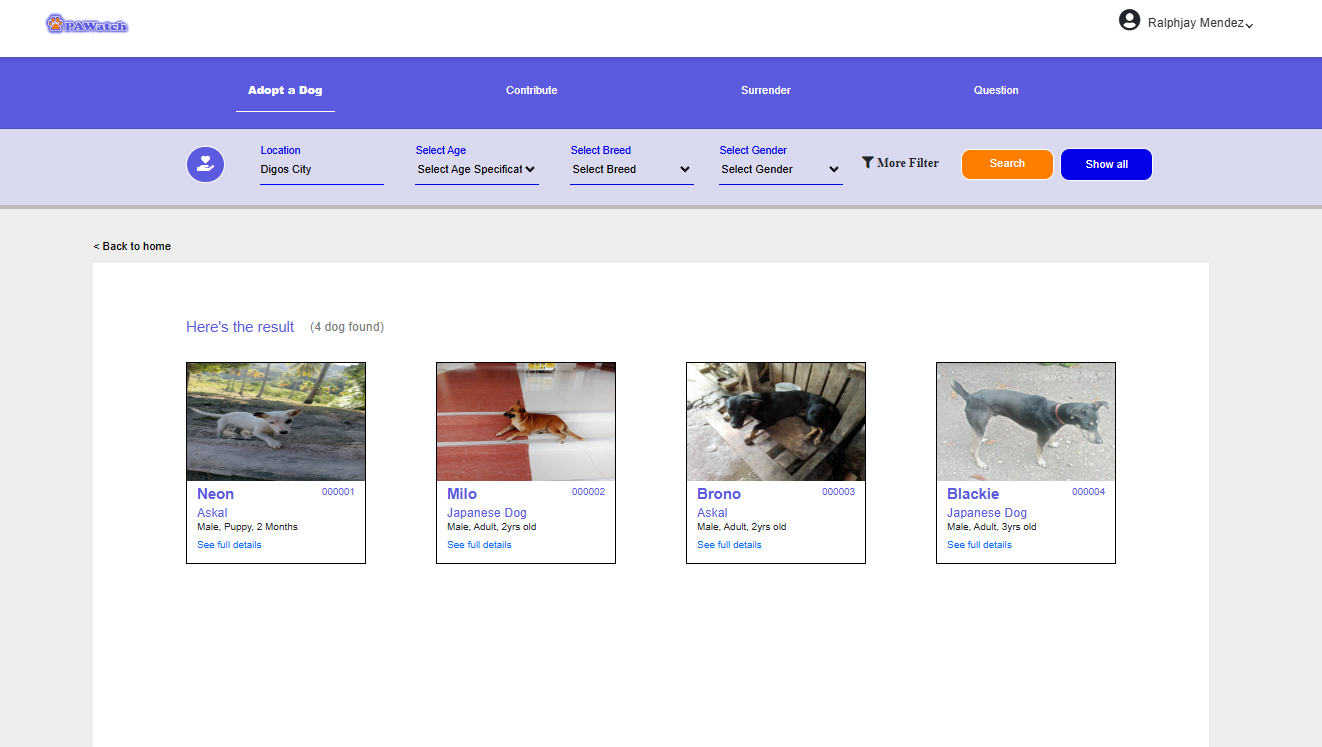 PAWatch
Ralphjay Mendez
Adopt a Dog
Contribute
Surrender
Question
Location
Digos City
Select Age
Select Age Specificat
Select Breed
Select Breed
Select Gender
Select Gender
More Filter
Search
Show all
< Back to home
Here's the result (4 dog found)
Neon 000001
Askal
Male, Puppy, 2 Months
See full details
Milo 000002
Japanese Dog
Male, Adult, 2yrs old
See full details
Brono 000003
Askal
Male, Adult, 2yrs old
See full details
Blackie 000004
Japanese Dog
Male, Adult, 3yrs old
See full details